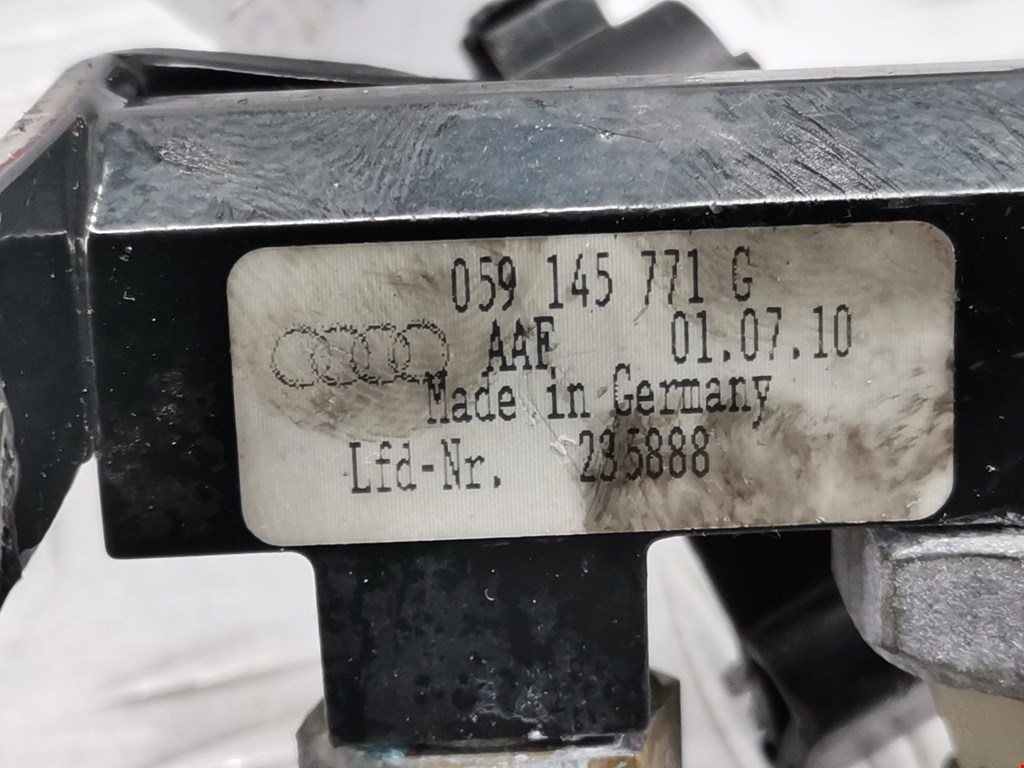 059 145 771 G
AAF 01.07.10
Made in Germany
Lfd-Nr. 235888